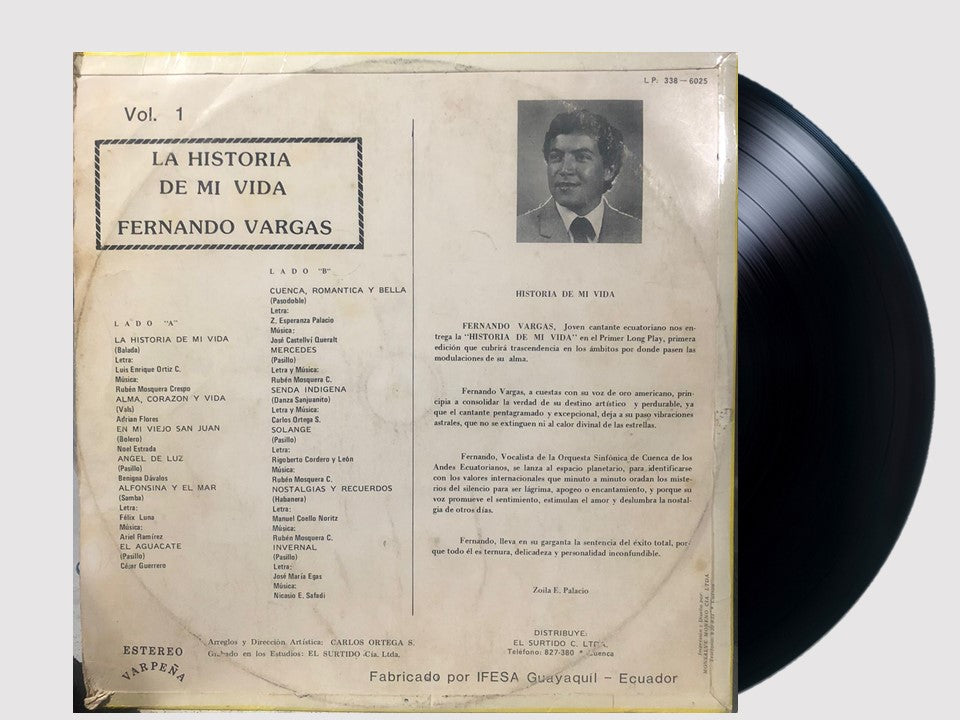 LP: 338 - 6025
Vol. 1
LA HISTORIA
DE MI VIDA
FERNANDO VARGAS
LADO "A"
LA HISTORIA DE MI VIDA
(Balada)
Letra:
Luis Enrique Ortiz C.
Música:
Rubén Mosquera Crespo
ALMA, CORAZON Y VIDA
(Vals)
Adrian Flores
EN MI VIEJO SAN JUAN
(Bolero)
Noel Estrada
ANGEL DE LUZ
(Pasillo)
Benigna Dávalos
ALFONSINA Y EL MAR
(Samba)
Letra:
Félix Luna
Música:
Ariel Ramírez
EL AGUACATE
(Pasillo)
César Guerrero
LADO "B"
CUENCA, ROMANTICA Y BELLA
(Pasodoble)
Letra:
Z. Esperanza Palacio
Música:
José Castellví Queralt
MERCEDES
(Pasillo)
Letra y Música:
Rubén Mosquera C.
SENDA INDIGENA
(Danza Sanjuanito)
Letra y Música:
Carlos Ortega S.
SOLANGE
(Pasillo)
Letra:
Rigoberto Cordero y León
Música:
Rubén Mosquera C.
NOSTALGIAS Y RECUERDOS
(Habanera)
Letra:
Manuel Coello Noritz
Música:
Rubén Mosquera C.
INVERNAL
(Pasillo)
Letra:
José María Egas
Música:
Nicasio E. Safadi
HISTORIA DE MI VIDA
FERNANDO VARGAS, Joven cantante ecuatoriano nos en-
trega la "HISTORIA DE MI VIDA" en el Primer Long Play, primera
edición que cubrirá trascendencia en los ámbitos por donde pasen las
modulaciones de su alma.
Fernando Vargas, a cuestas con su voz de oro americano, prin-
cipia a consolidar la verdad de su destino artístico y perdurable, ya
que el cantante pentagramado y excepcional, deja a su paso vibraciones
astrales, que no se extinguen ni al calor divinal de las estrellas.
Fernando, Vocalista de la Orquesta Sinfónica de Cuenca de los
Andes Ecuatorianos, se lanza al espacio planetario, para identificarse
con los valores internacionales que minuto a minuto oradan los miste-
rios del silencio para ser lágrima, apogeo o encantamiento, y porque su
voz promueve el sentimiento, estimulan el amor y deslumbra la nostal-
gia de otros días.
Fernando, lleva en su garganta la sentencia del éxito total, por-
que todo él es ternura, delicadeza y personalidad inconfundible.
Zoila E. Palacio
ESTEREO
VARPEÑA
Arreglos y Dirección Artística: CARLOS ORTEGA S.
Grabado en los Estudios: EL SURTIDO Cia. Ltda.
DISTRIBUYE:
EL SURTIDO C. LTDA.
Teléfono: 827-380 * Cuenca
Fabricado por IFESA Guayaquil - Ecuador
MONSALVE MORENO CIA. LTDA.